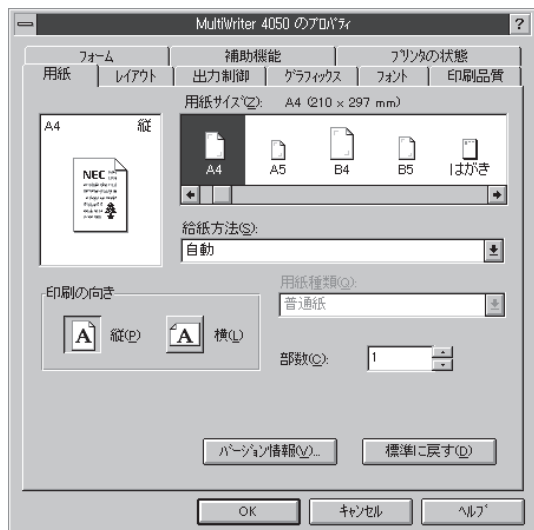 MultiWriter 4050 のﾌﾟﾛﾊﾟﾃｨ ?
フォーム 補助機能 ﾌﾟﾘﾝﾀの状態
用紙 ﾚｲｱｳﾄ 出力制御 ｸﾞﾗﾌｨｯｸｽ ﾌｫﾝﾄ 印刷品質
用紙ｻｲｽﾞ(Z): A4 (210 x 297 mm)
A4 縦
NEC
A4 A5 B4 B5 はがき
給紙方法(S):
自動
用紙種類(O):
普通紙
印刷の向き
A 縦(P) A 横(L)
部数(C): 1
ﾊﾞｰｼﾞｮﾝ情報(V)... 標準に戻す(D)
OK ｷｬﾝｾﾙ ﾍﾙﾌﾟ